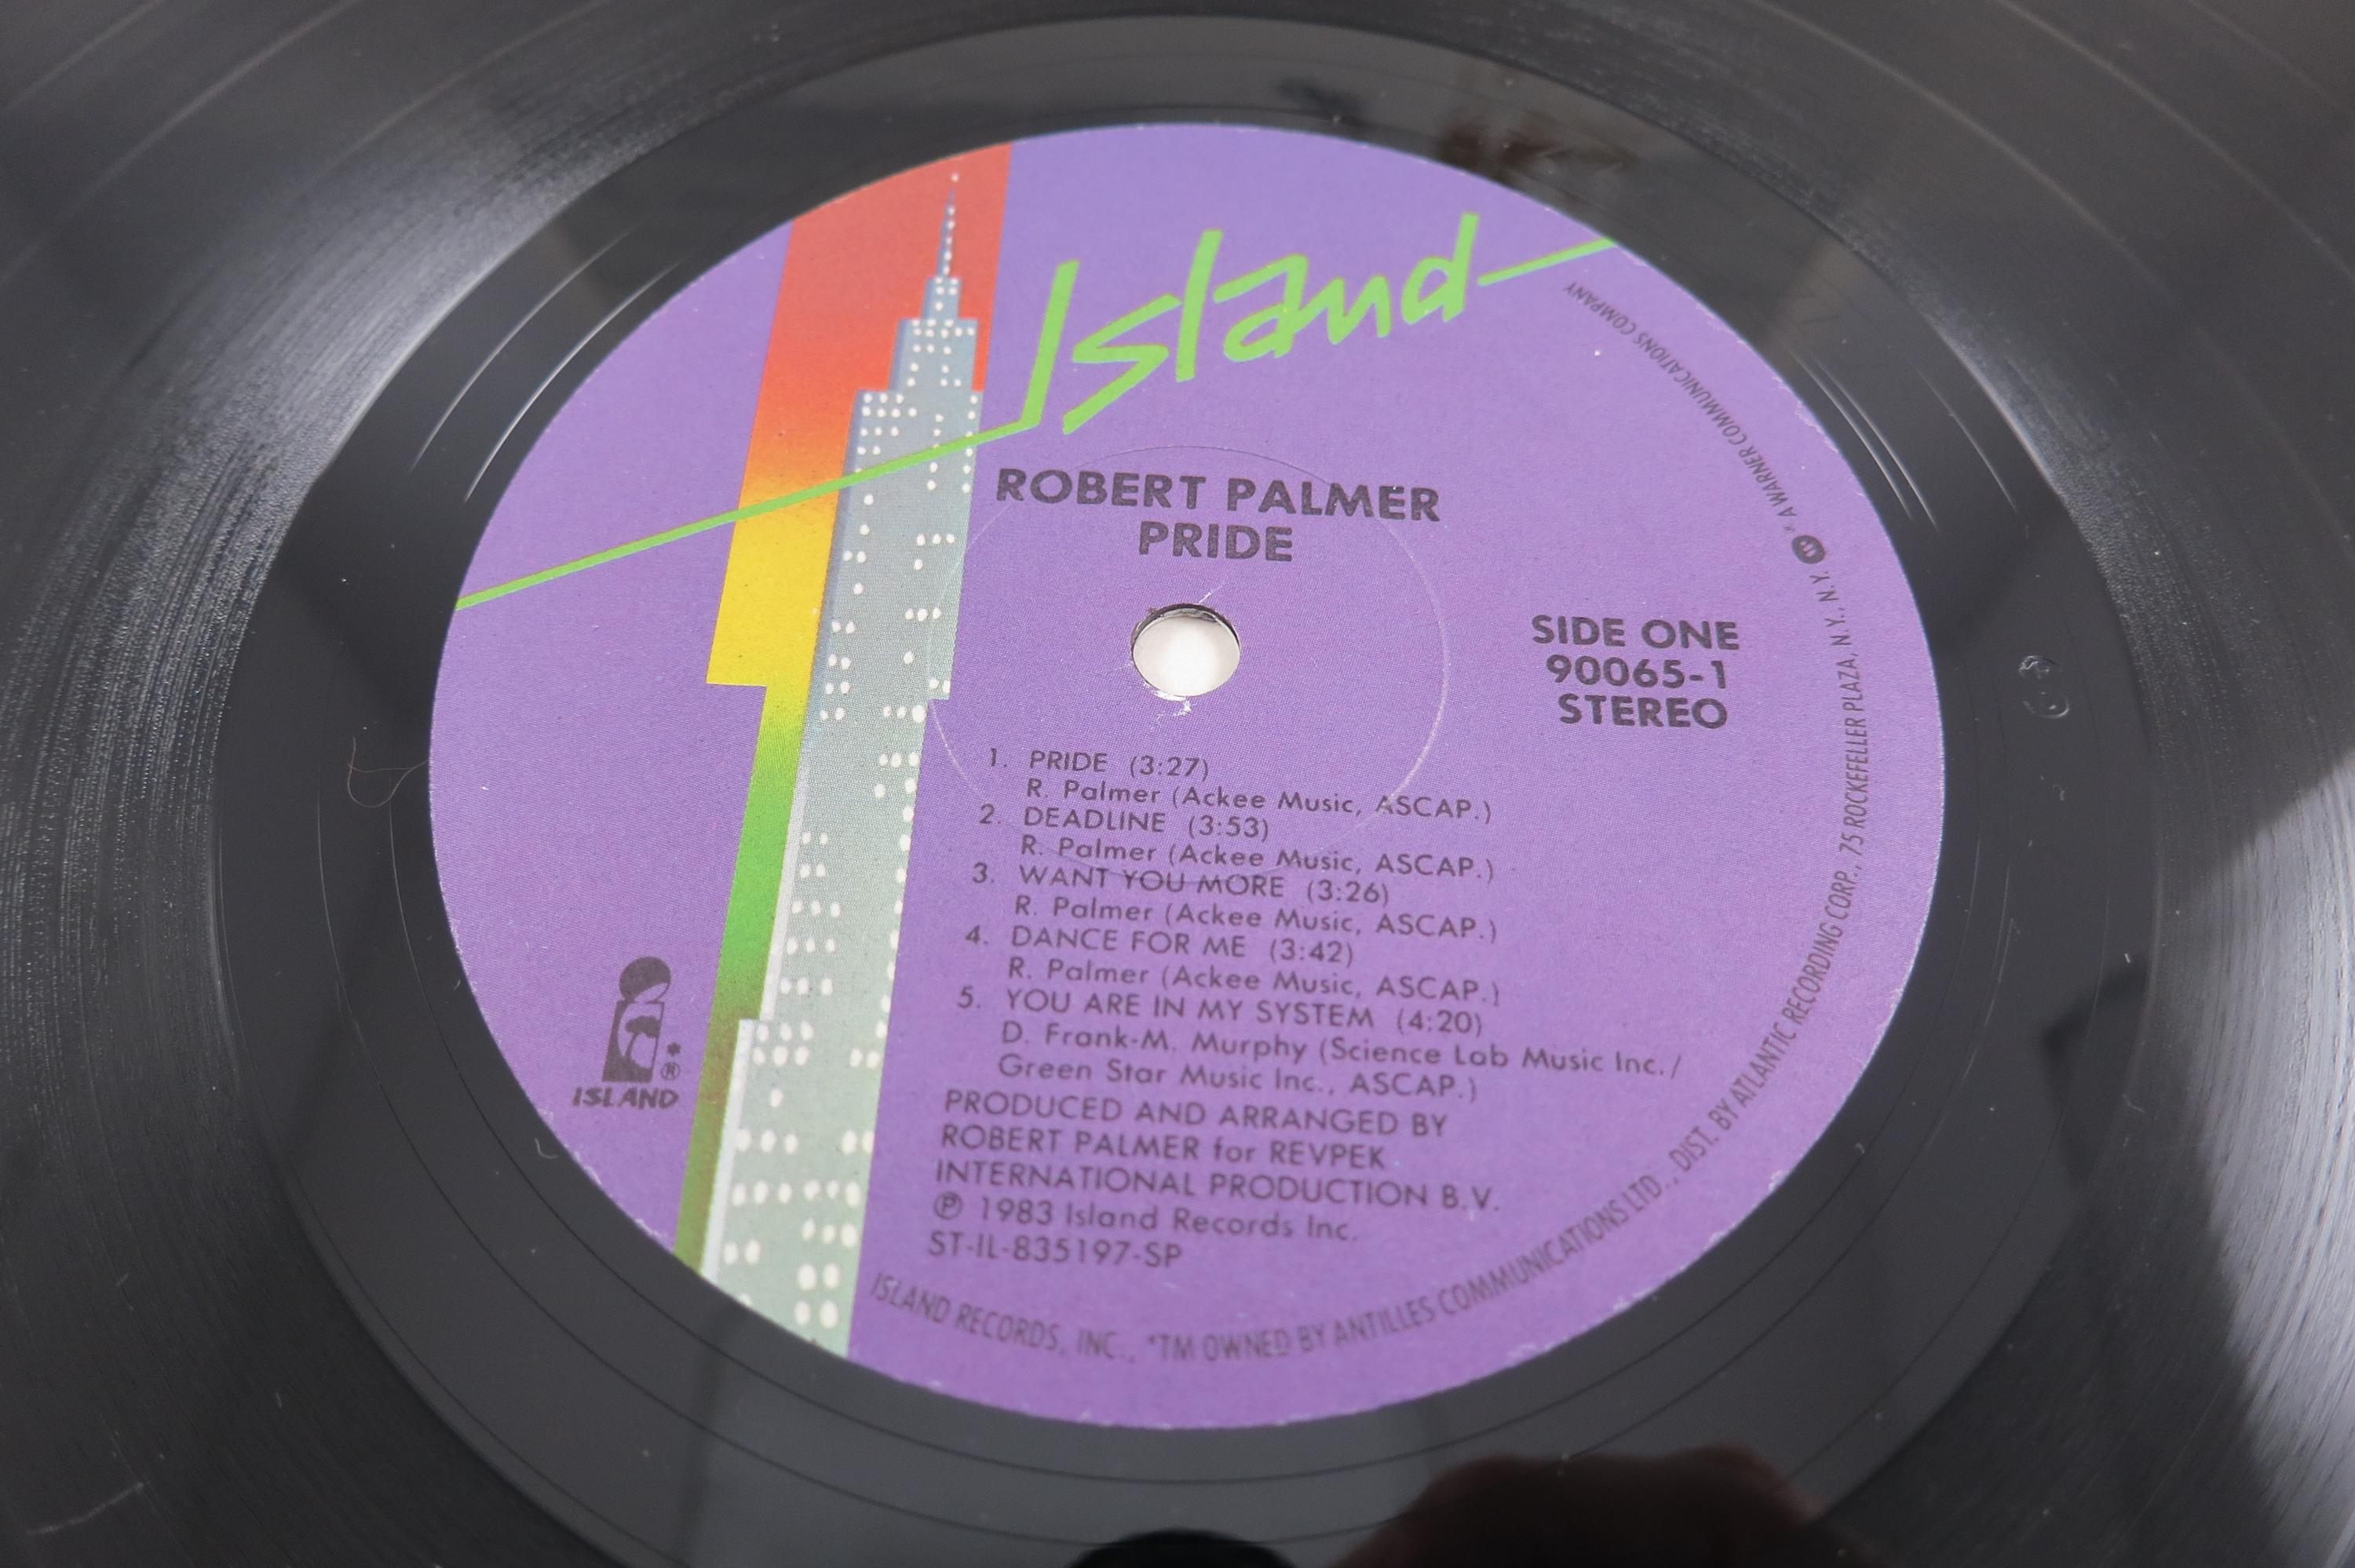 Island
ROBERT PALMER
PRIDE
SIDE ONE
90065-1
STEREO
1. PRIDE (3:27)
R. Palmer (Ackee Music, ASCAP.)
2. DEADLINE (3:53)
R. Palmer (Ackee Music, ASCAP.)
3. WANT YOU MORE (3:26)
R. Palmer (Ackee Music, ASCAP.)
4. DANCE FOR ME (3:42)
R. Palmer (Ackee Music, ASCAP.)
5. YOU ARE IN MY SYSTEM (4:20)
D. Frank-M. Murphy (Science Lab Music Inc./
Green Star Music Inc., ASCAP.)
PRODUCED AND ARRANGED BY
ROBERT PALMER for REVPEK
INTERNATIONAL PRODUCTION B.V.
℗ 1983 Island Records Inc.
ST-IL-835197-SP
*®
ISLAND
ISLAND RECORDS, INC., *TM OWNED BY ANTILLES COMMUNICATIONS LTD., DIST. BY ATLANTIC RECORDING CORP., 75 ROCKEFELLER PLAZA, N.Y., N.Y. * A WARNER COMMUNICATIONS COMPANY